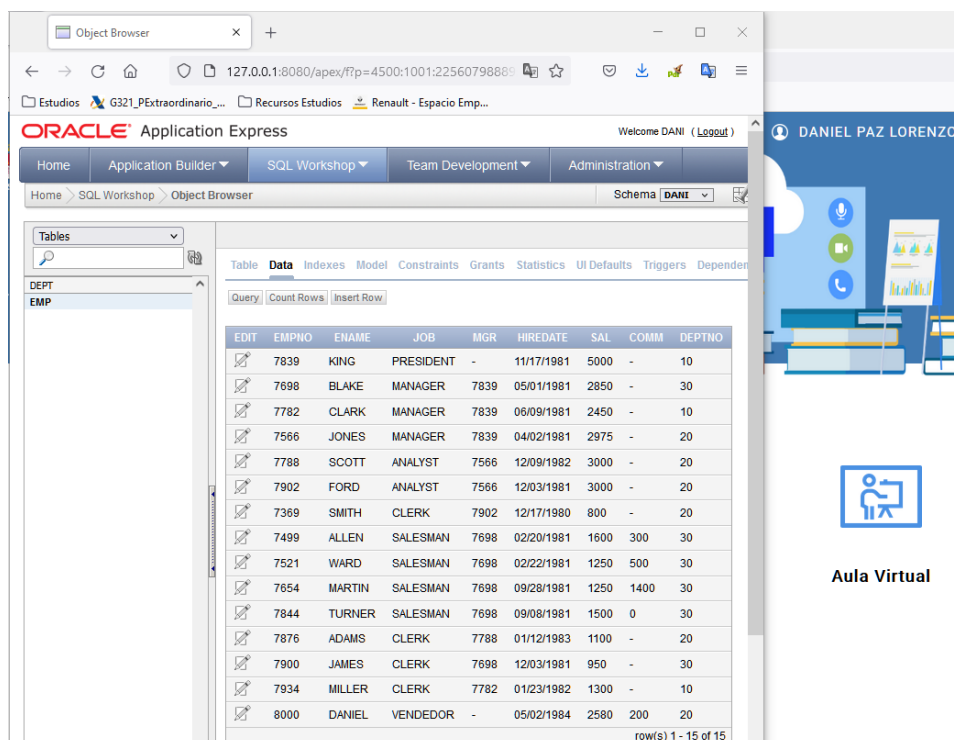 Object Browser
127.0.0.1:8080/apex/f?p=4500:1001:22560798889
Estudios G321_PExtraordinario_... Recursos Estudios Renault - Espacio Emp...
ORACLE Application Express Welcome DANI ( Logout )
DANIEL PAZ LORENZO
Home Application Builder SQL Workshop Team Development Administration
Home SQL Workshop Object Browser Schema DANI
Tables
Table Data Indexes Model Constraints Grants Statistics UI Defaults Triggers Dependen
DEPT
EMP
Query Count Rows Insert Row
EDIT EMPNO ENAME JOB MGR HIREDATE SAL COMM DEPTNO
7839 KING PRESIDENT - 11/17/1981 5000 - 10
7698 BLAKE MANAGER 7839 05/01/1981 2850 - 30
7782 CLARK MANAGER 7839 06/09/1981 2450 - 10
7566 JONES MANAGER 7839 04/02/1981 2975 - 20
7788 SCOTT ANALYST 7566 12/09/1982 3000 - 20
7902 FORD ANALYST 7566 12/03/1981 3000 - 20
7369 SMITH CLERK 7902 12/17/1980 800 - 20
7499 ALLEN SALESMAN 7698 02/20/1981 1600 300 30
7521 WARD SALESMAN 7698 02/22/1981 1250 500 30
7654 MARTIN SALESMAN 7698 09/28/1981 1250 1400 30
7844 TURNER SALESMAN 7698 09/08/1981 1500 0 30
7876 ADAMS CLERK 7788 01/12/1983 1100 - 20
7900 JAMES CLERK 7698 12/03/1981 950 - 30
7934 MILLER CLERK 7782 01/23/1982 1300 - 10
8000 DANIEL VENDEDOR - 05/02/1984 2580 200 20
row(s) 1 - 15 of 15
Aula Virtual